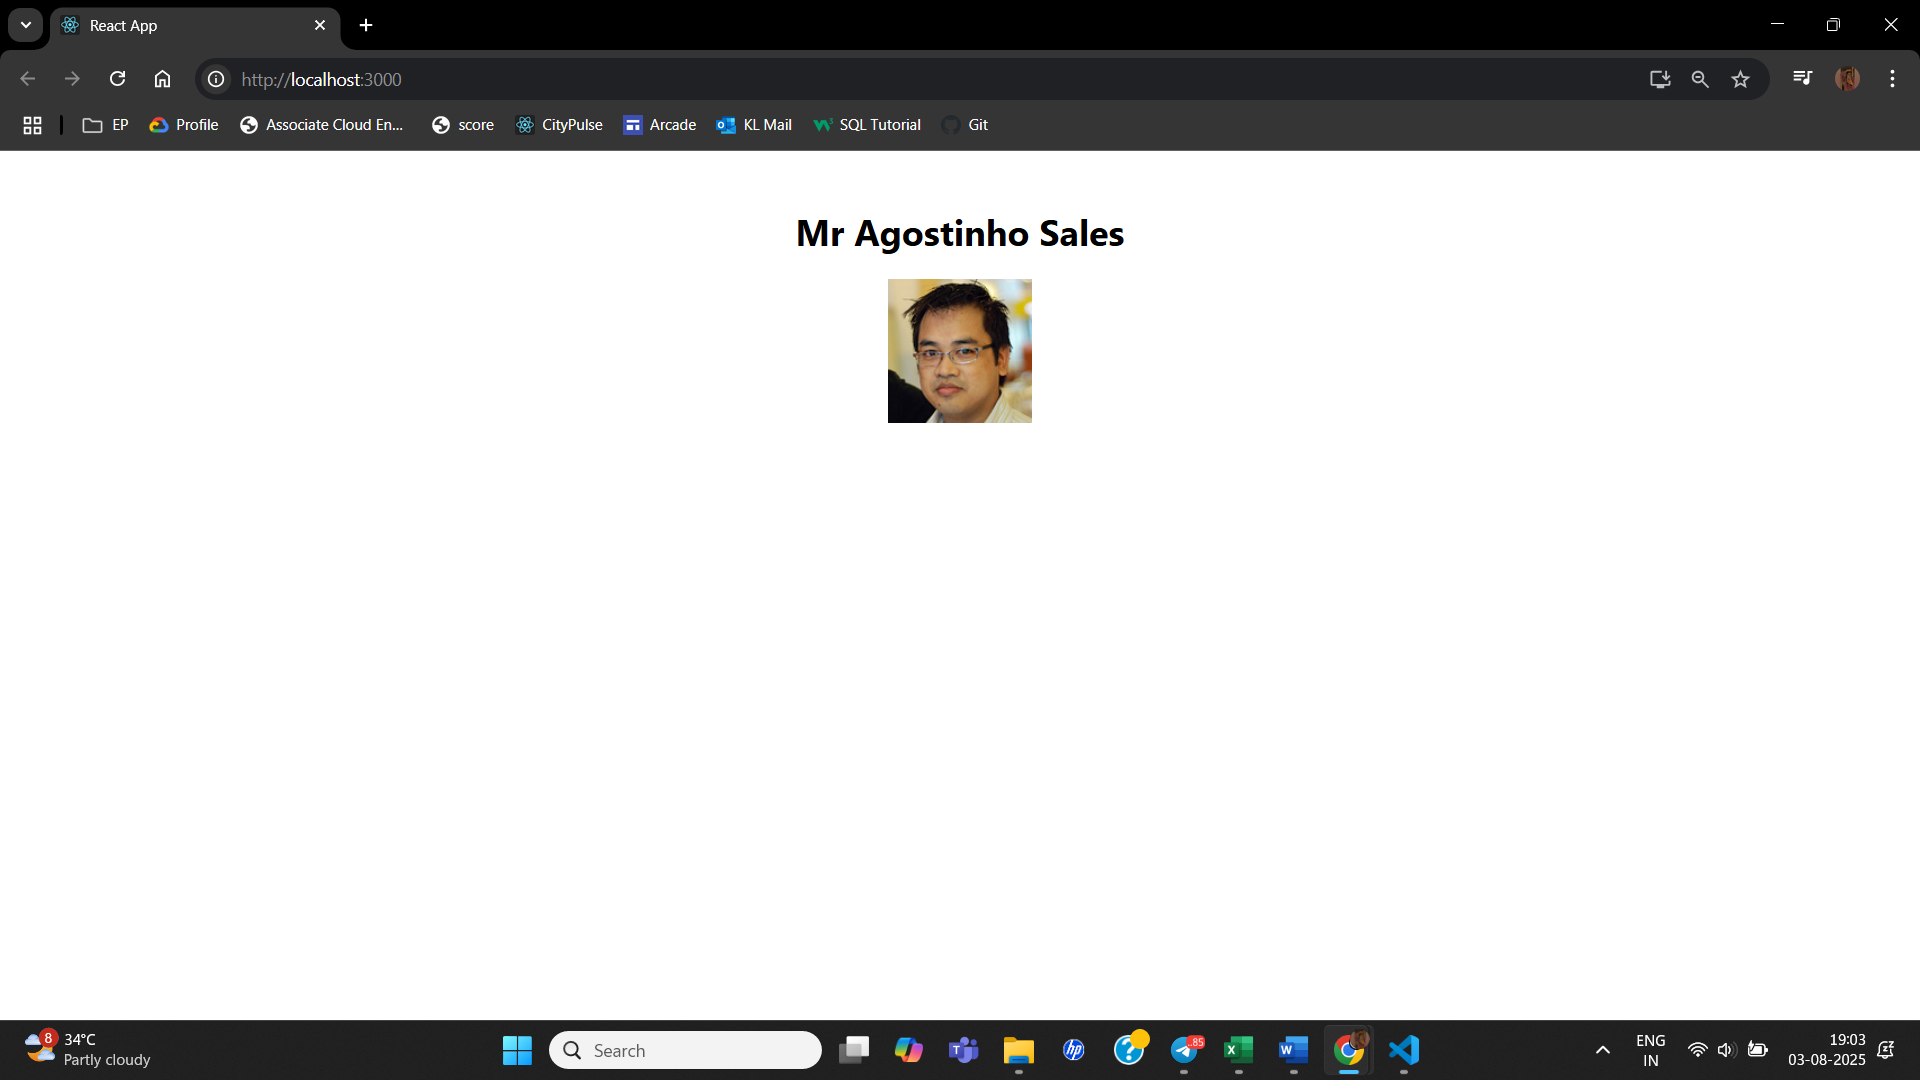 React App
http://localhost:3000
EP
Profile
Associate Cloud En...
score
CityPulse
Arcade
KL Mail
SQL Tutorial
Git
Mr Agostinho Sales
8
34°C
Partly cloudy
Search
.85
ENG
IN
19:03
03-08-2025